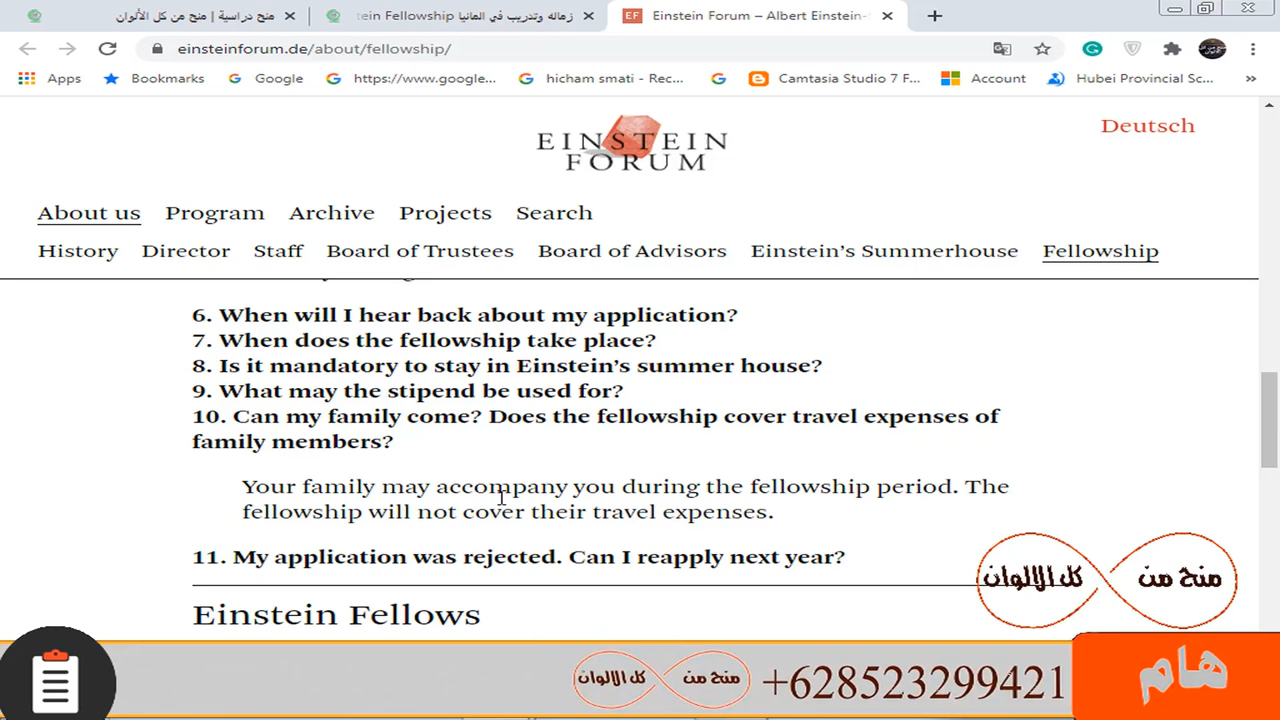 منح دراسية | منح من كل الألوان
زمالة وتدريب في المانيا tein Fellowship
EF Einstein Forum – Albert Einstein-
einsteinforum.de/about/fellowship/
Apps Bookmarks Google https://www.google... hicham smati - Rec... Camtasia Studio 7 F... Account Hubei Provincial Sc... »
Deutsch
EINSTEIN
FORUM
About us Program Archive Projects Search
History Director Staff Board of Trustees Board of Advisors Einstein’s Summerhouse Fellowship
6. When will I hear back about my application?
7. When does the fellowship take place?
8. Is it mandatory to stay in Einstein’s summer house?
9. What may the stipend be used for?
10. Can my family come? Does the fellowship cover travel expenses of
family members?
Your family may accompany you during the fellowship period. The
fellowship will not cover their travel expenses.
11. My application was rejected. Can I reapply next year?
منح من كل الالوان
Einstein Fellows
منح من كل الالوان
+628523299421
هام